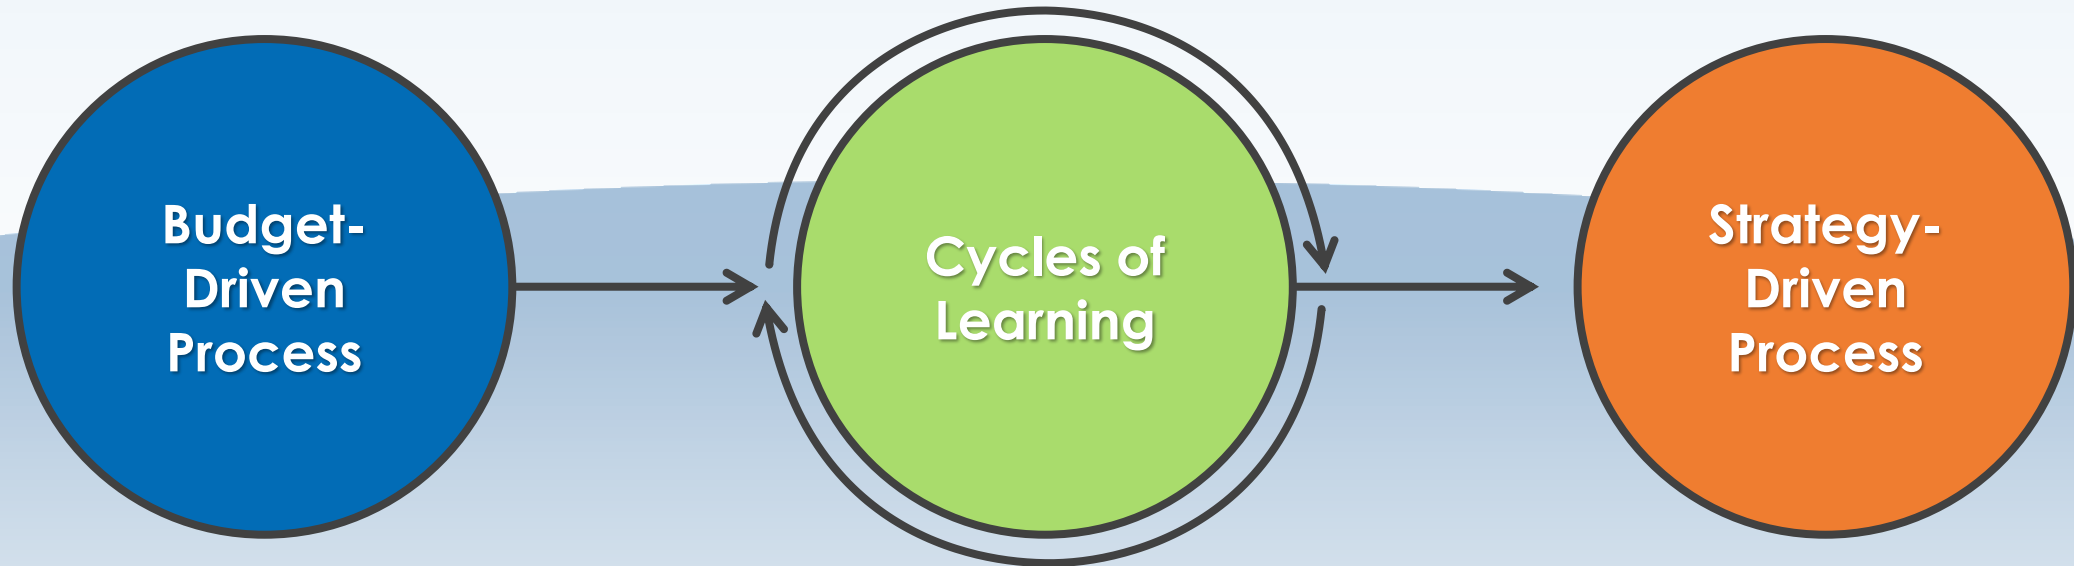 Budget-
Driven
Process
Cycles of
Learning
Strategy-
Driven
Process